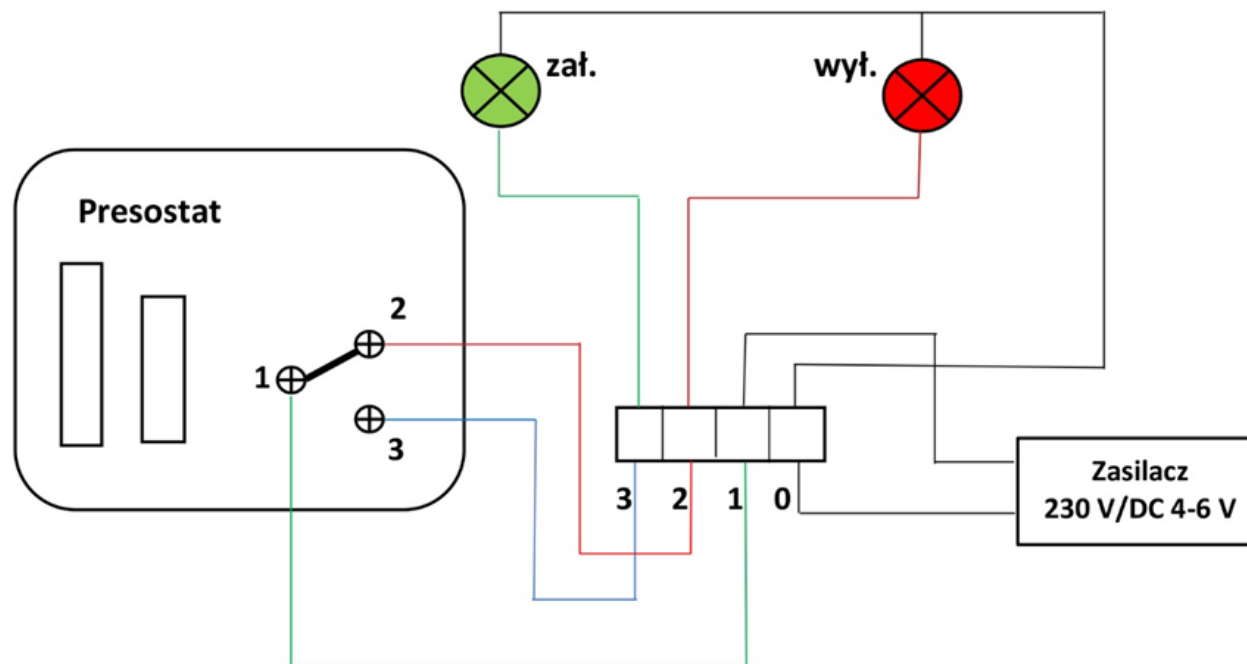 zał.
wył.
Presostat
2
1
3
3 2 1 0
Zasilacz
230 V/DC 4-6 V